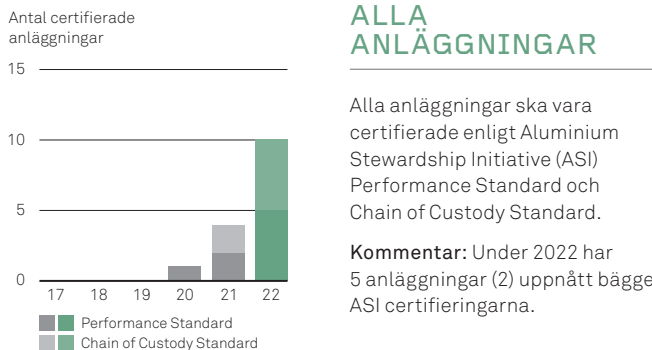 Antal certifierade
anläggningar
15
10
5
0
17 18 19 20 21 22
Performance Standard
Chain of Custody Standard
ALLA
ANLÄGGNINGAR
Alla anläggningar ska vara
certifierade enligt Aluminium
Stewardship Initiative (ASI)
Performance Standard och
Chain of Custody Standard.
Kommentar: Under 2022 har
5 anläggningar (2) uppnått bägge
ASI certifieringarna.